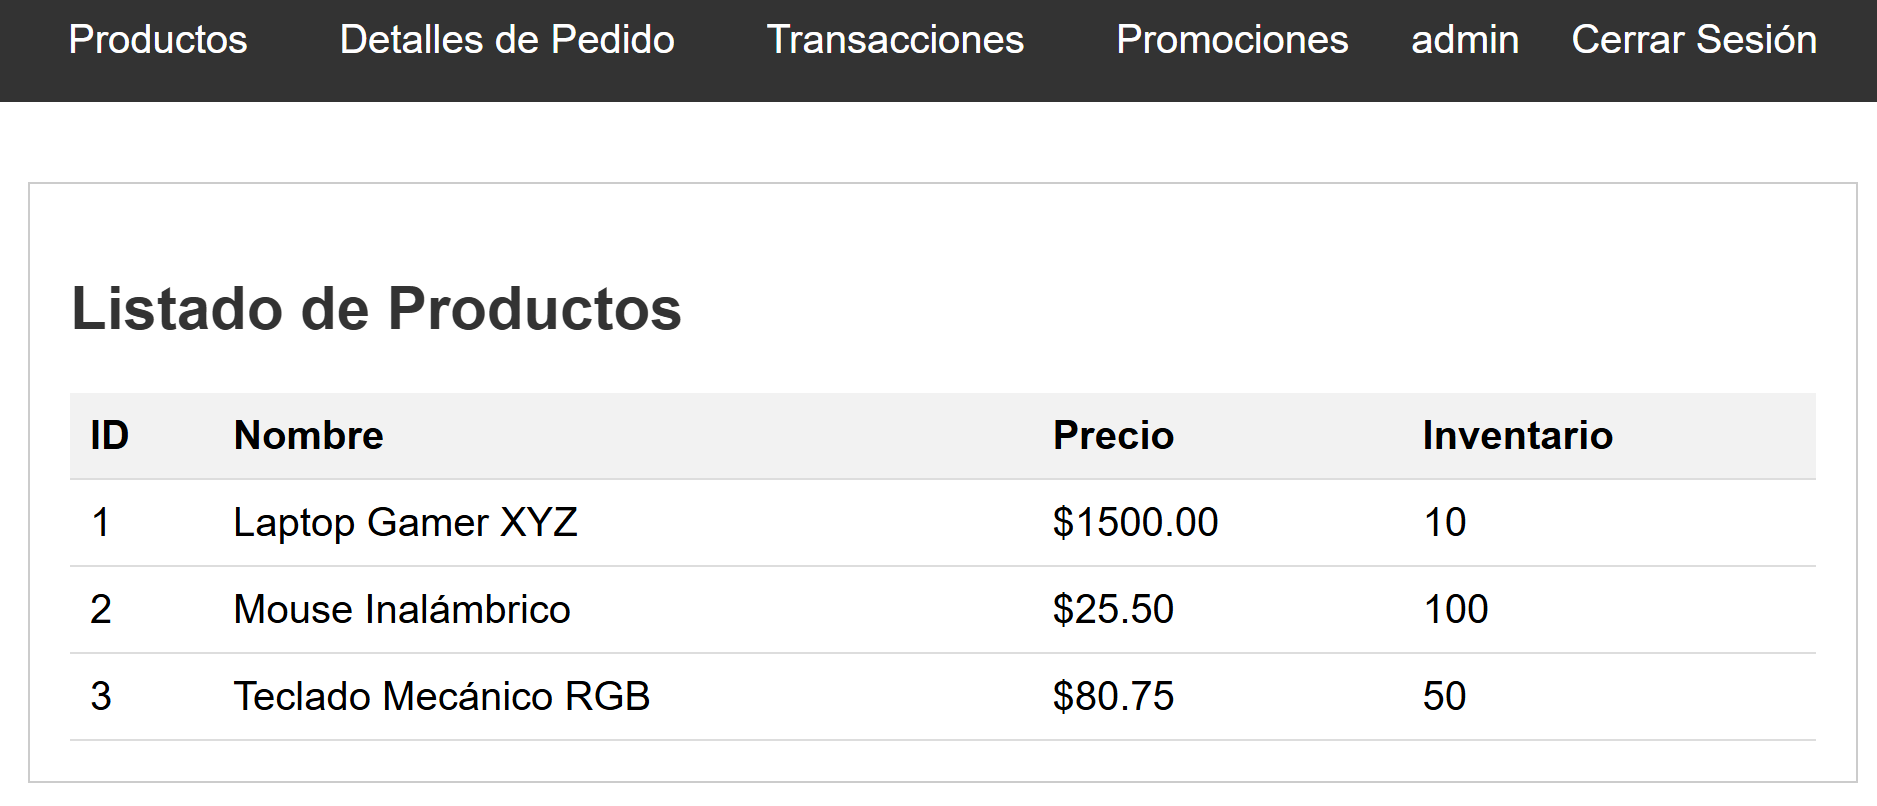 Productos Detalles de Pedido Transacciones Promociones admin Cerrar Sesión
Listado de Productos
ID Nombre Precio Inventario
1 Laptop Gamer XYZ $1500.00 10
2 Mouse Inalámbrico $25.50 100
3 Teclado Mecánico RGB $80.75 50